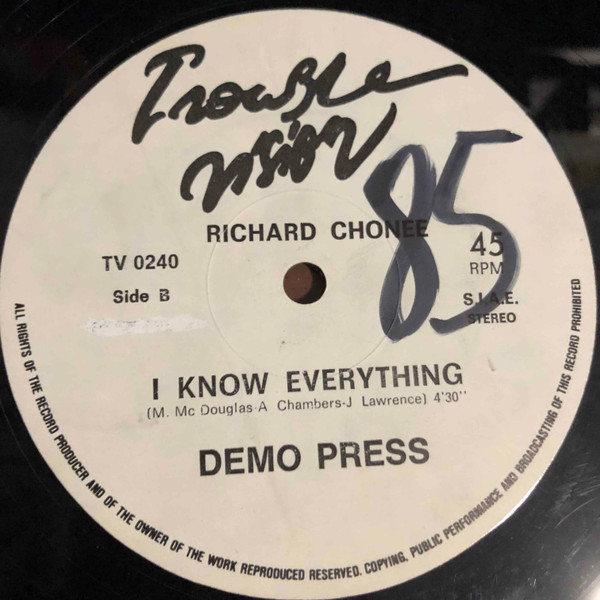 Trouble
vision
85
RICHARD CHONEE
TV 0240
45
RPM
Side B
S.I.A.E.
STEREO
I KNOW EVERYTHING
(M. Mc Douglas-A Chambers-J Lawrence) 4'30"
DEMO PRESS
ALL RIGHTS OF THE RECORD PRODUCER AND OF THE OWNER OF THE WORK REPRODUCED RESERVED. COPYING, PUBLIC PERFORMANCE AND BROADCASTING OF THIS RECORD PROHIBITED